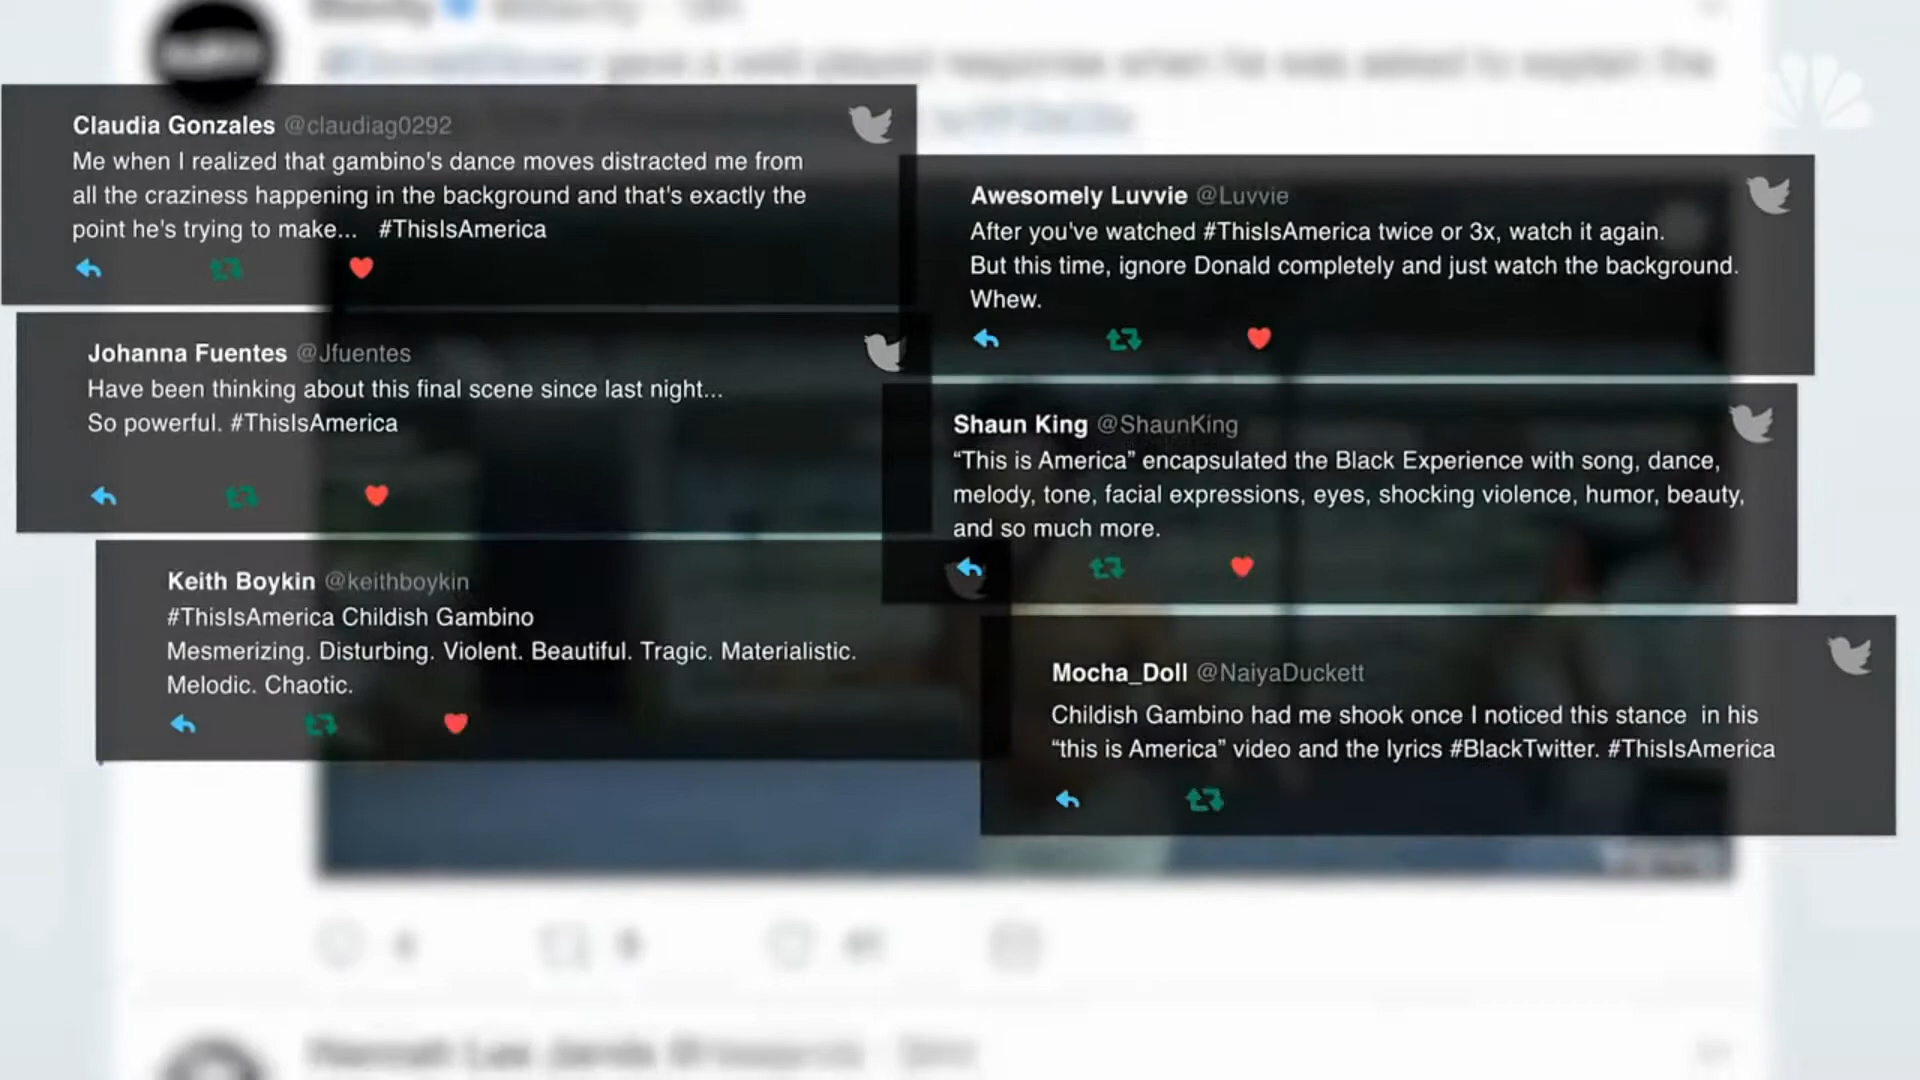 Claudia Gonzales @claudiag0292
Me when I realized that gambino's dance moves distracted me from
all the craziness happening in the background and that's exactly the
point he's trying to make... #ThisIsAmerica
Johanna Fuentes @Jfuentes
Have been thinking about this final scene since last night...
So powerful. #ThisIsAmerica
Keith Boykin @keithboykin
#ThisIsAmerica Childish Gambino
Mesmerizing. Disturbing. Violent. Beautiful. Tragic. Materialistic.
Melodic. Chaotic.
Awesomely Luvvie @Luvvie
After you've watched #ThisIsAmerica twice or 3x, watch it again.
But this time, ignore Donald completely and just watch the background.
Whew.
Shaun King @ShaunKing
“This is America” encapsulated the Black Experience with song, dance,
melody, tone, facial expressions, eyes, shocking violence, humor, beauty,
and so much more.
Mocha_Doll @NaiyaDuckett
Childish Gambino had me shook once I noticed this stance in his
“this is America” video and the lyrics #BlackTwitter. #ThisIsAmerica